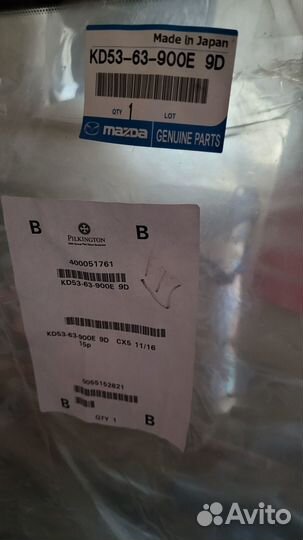 Made in Japan
KD53-63-900E 9D
QTY 1 LOT
mazda GENUINE PARTS
B B
PILKINGTON
400051761
KD53-63-900E 9D
KD53-63-900E 9D CX5 11/16
15p
5055152821
B B
QTY 1
Avito